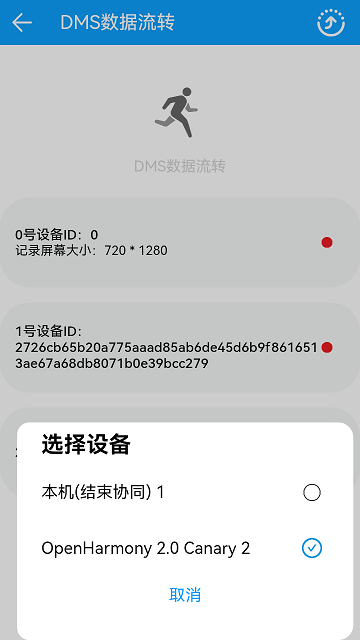 DMS数据流转
DMS数据流转
0号设备ID：0
记录屏幕大小：720 * 1280
1号设备ID：
2726cb65b20a775aaad85ab6de45d6b9f861651
3ae67a68db8071b0e39bcc279
选择设备
本机(结束协同) 1
OpenHarmony 2.0 Canary 2
取消